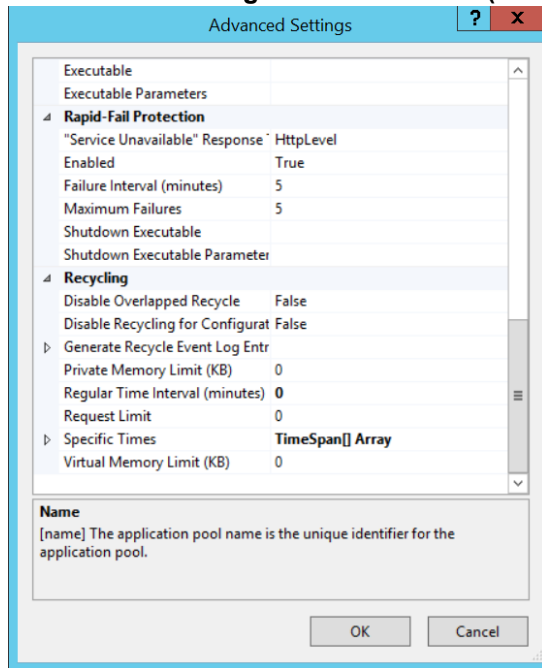 Advanced Settings
?
x
Executable
Executable Parameters
Rapid-Fail Protection
"Service Unavailable" Response HttpLevel
Enabled True
Failure Interval (minutes) 5
Maximum Failures 5
Shutdown Executable
Shutdown Executable Parameter
Recycling
Disable Overlapped Recycle False
Disable Recycling for Configurat False
Generate Recycle Event Log Entr
Private Memory Limit (KB) 0
Regular Time Interval (minutes) 0
Request Limit 0
Specific Times TimeSpan[] Array
Virtual Memory Limit (KB) 0
Name
[name] The application pool name is the unique identifier for the
application pool.
OK Cancel